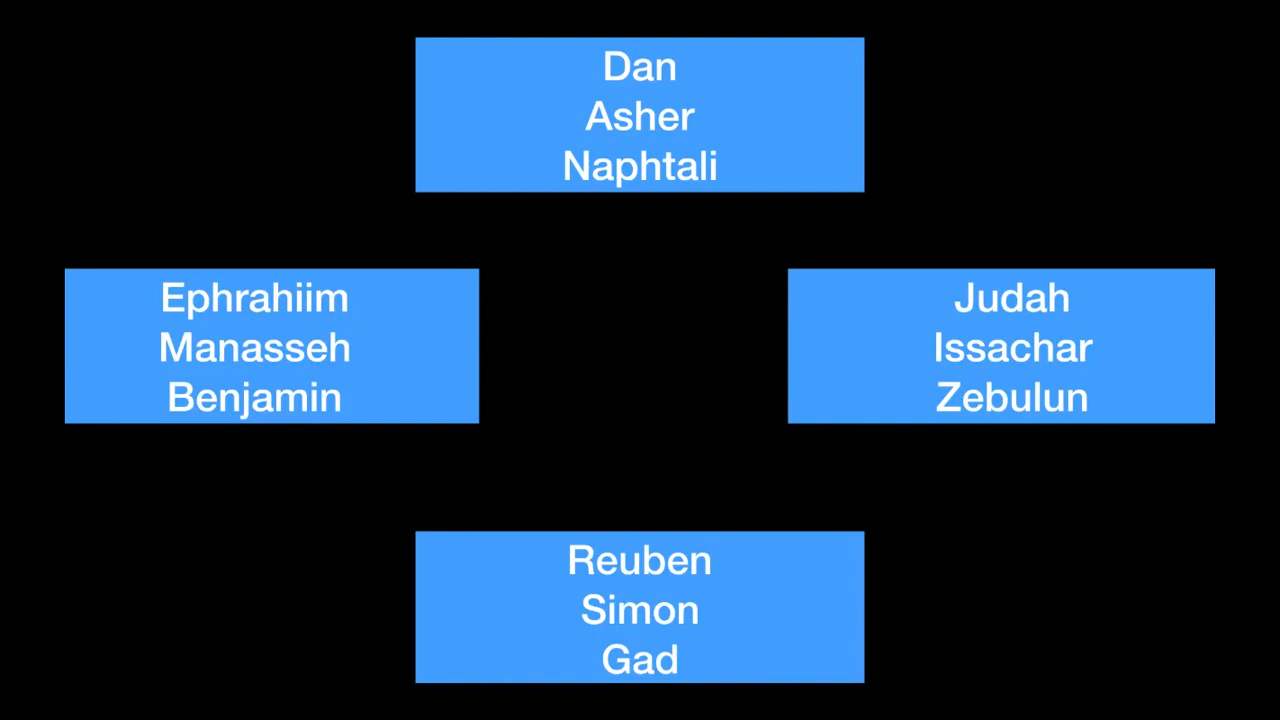 Dan
Asher
Naphtali
Ephrahiim
Manasseh
Benjamin
Judah
Issachar
Zebulun
Reuben
Simon
Gad